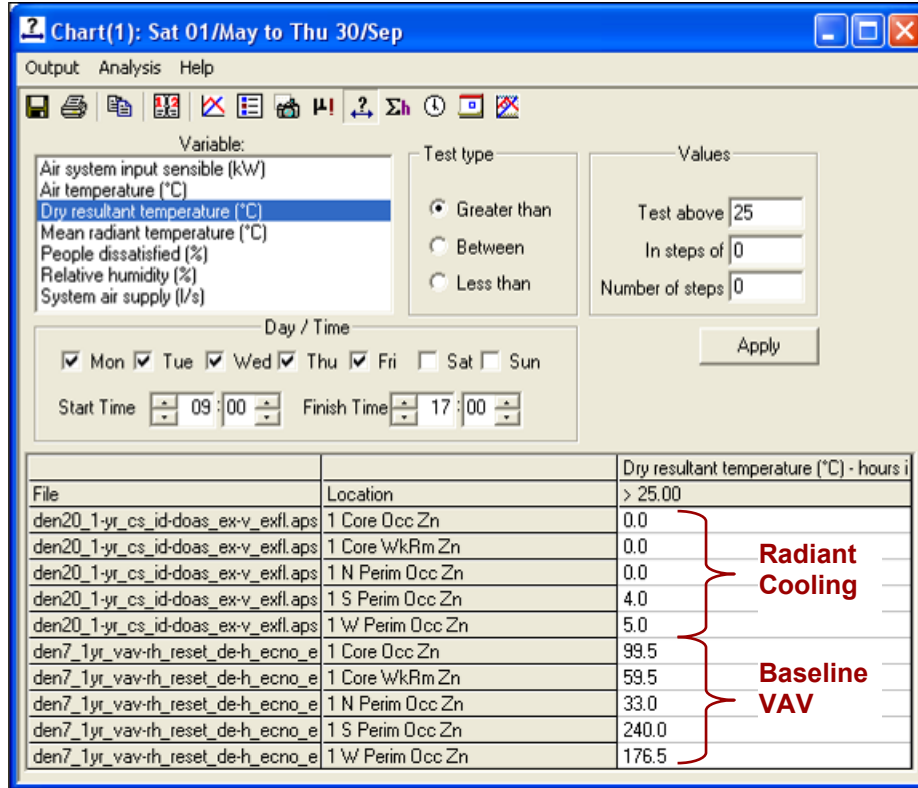 Chart(1): Sat 01/May to Thu 30/Sep
Output Analysis Help
Variable:
Air system input sensible (kW)
Air temperature (°C)
Dry resultant temperature (°C)
Mean radiant temperature (°C)
People dissatisfied (%)
Relative humidity (%)
System air supply (l/s)
Test type
Greater than
Between
Less than
Values
Test above 25
In steps of 0
Number of steps 0
Apply
Day / Time
Mon Tue Wed Thu Fri Sat Sun
Start Time 09:00 Finish Time 17:00
Dry resultant temperature (°C) - hours i
File Location > 25.00
den20_1-yr_cs_id-doas_ex-v_exfl.aps 1 Core Occ Zn 0.0
den20_1-yr_cs_id-doas_ex-v_exfl.aps 1 Core WkRm Zn 0.0
den20_1-yr_cs_id-doas_ex-v_exfl.aps 1 N Perim Occ Zn 0.0
den20_1-yr_cs_id-doas_ex-v_exfl.aps 1 S Perim Occ Zn 4.0
den20_1-yr_cs_id-doas_ex-v_exfl.aps 1 W Perim Occ Zn 5.0
Radiant
Cooling
den7_1yr_vav-rh_reset_de-h_ecno_e 1 Core Occ Zn 99.5
den7_1yr_vav-rh_reset_de-h_ecno_e 1 Core WkRm Zn 59.5
den7_1yr_vav-rh_reset_de-h_ecno_e 1 N Perim Occ Zn 33.0
den7_1yr_vav-rh_reset_de-h_ecno_e 1 S Perim Occ Zn 240.0
den7_1yr_vav-rh_reset_de-h_ecno_e 1 W Perim Occ Zn 176.5
Baseline
VAV